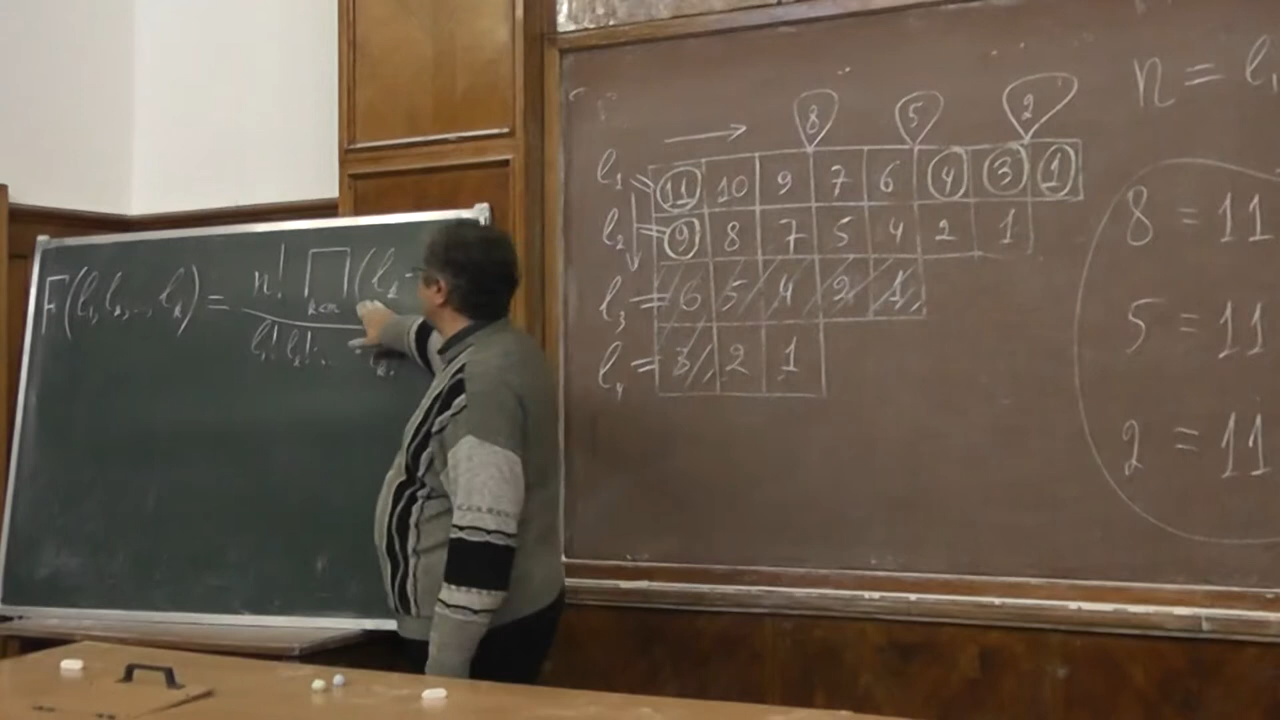 F(l₁, l₂, ..., l_k) = n! ∏ (l_k -
k<m
l₁! l₂! ...
8 5 2
l₁ = 11 10 9 7 6 4 3 1
l₂ = 9 8 7 5 4 2 1
l₃ = 6 5 4 2 1
l₄ = 3 2 1
n = l₁
8 = 11
5 = 11
2 = 11